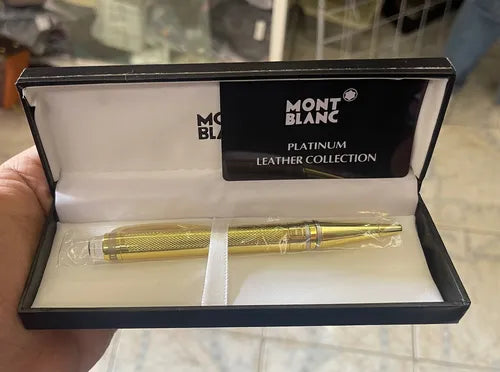 MONT
BLANC
MONT
BLANC
PLATINUM
LEATHER COLLECTION